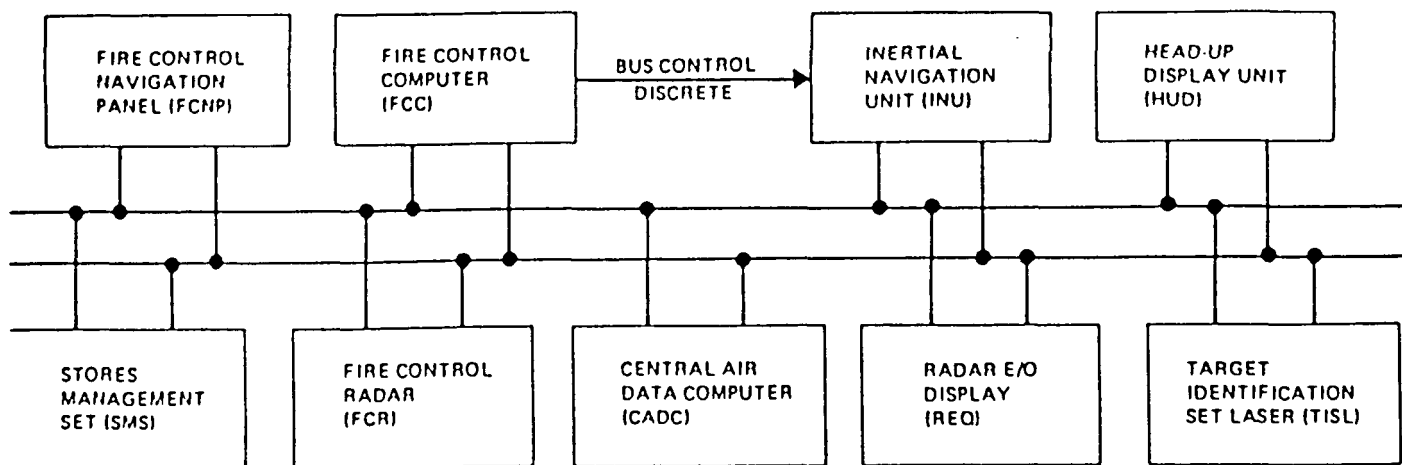 FIRE CONTROL
NAVIGATION
PANEL (FCNP)
FIRE CONTROL
COMPUTER
(FCC)
BUS CONTROL
DISCRETE
INERTIAL
NAVIGATION
UNIT (INU)
HEAD-UP
DISPLAY UNIT
(HUD)
STORES
MANAGEMENT
SET (SMS)
FIRE CONTROL
RADAR
(FCR)
CENTRAL AIR
DATA COMPUTER
(CADC)
RADAR E/O
DISPLAY
(REO)
TARGET
IDENTIFICATION
SET LASER (TISL)